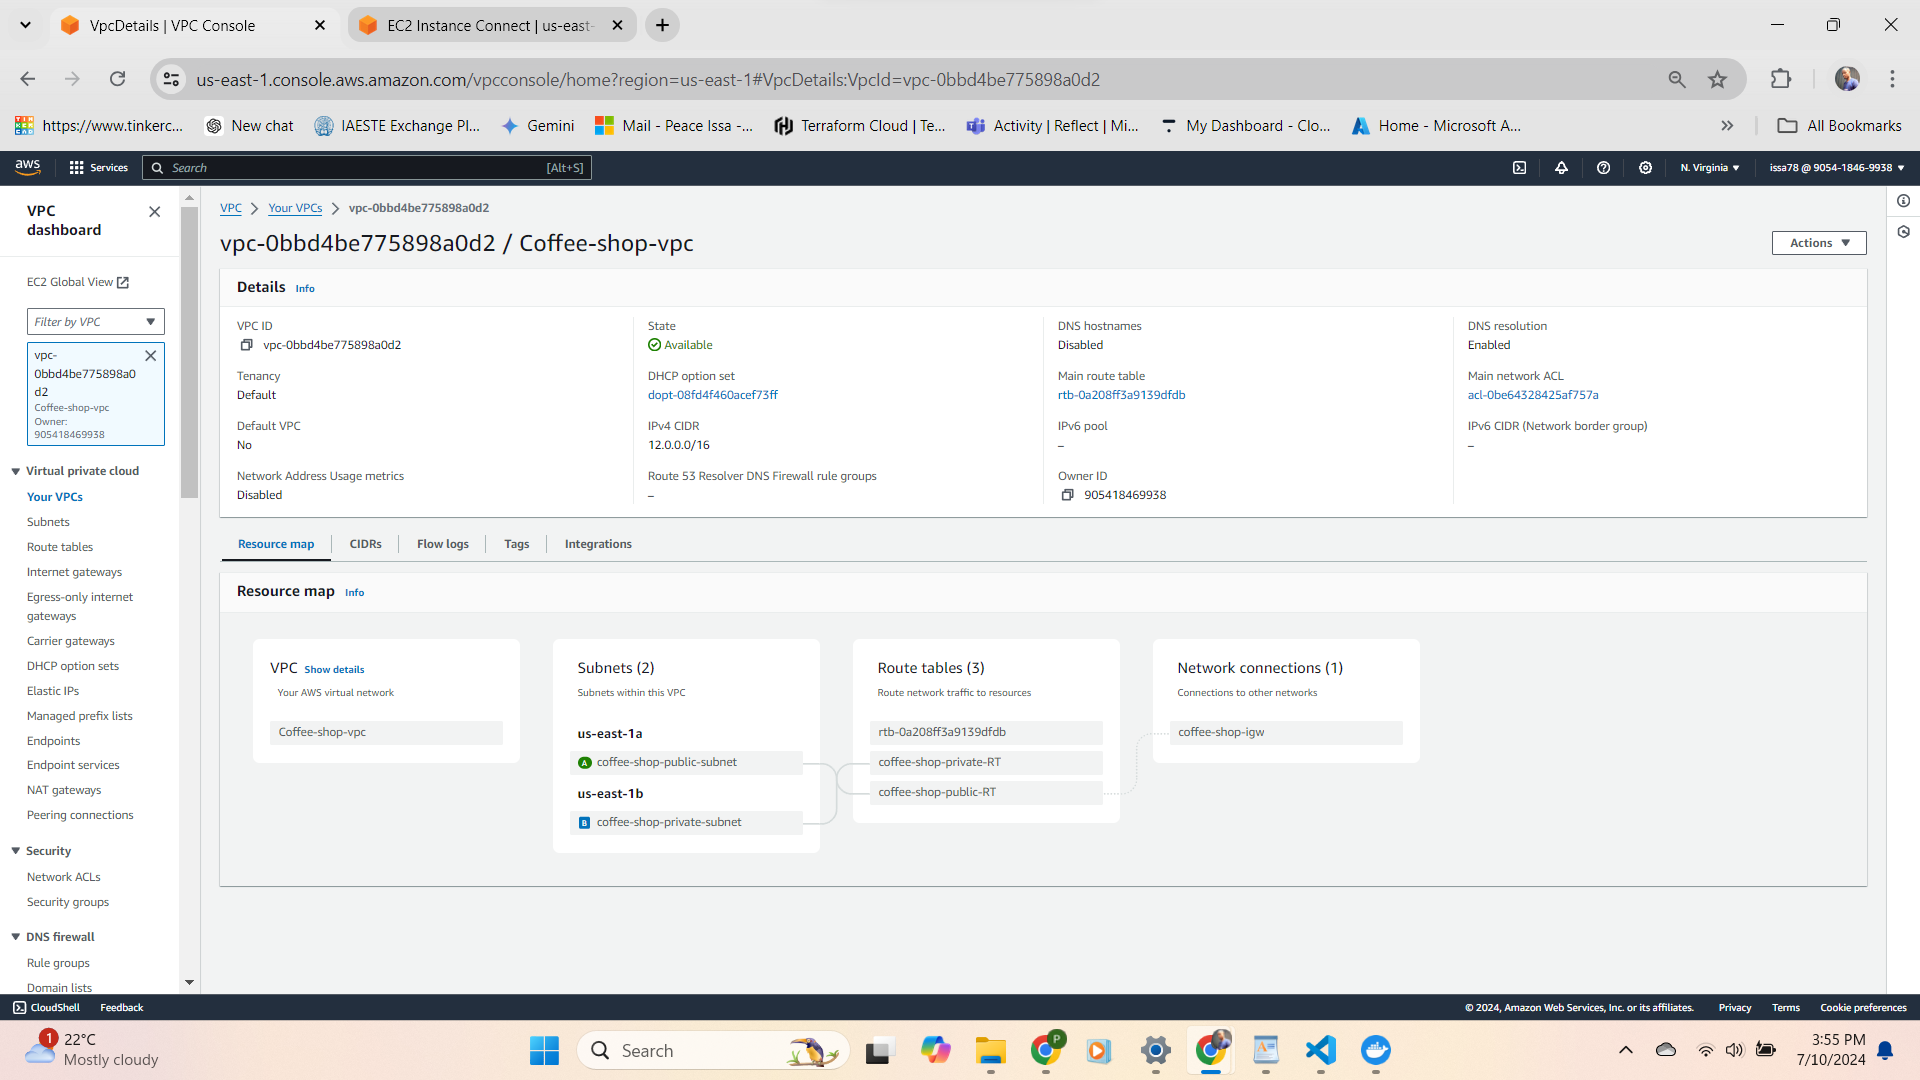 VpcDetails | VPC Console
EC2 Instance Connect | us-east-
us-east-1.console.aws.amazon.com/vpcconsole/home?region=us-east-1#VpcDetails:VpcId=vpc-0bbd4be775898a0d2
https://www.tinkerc...
New chat
IAESTE Exchange Pl...
Gemini
Mail - Peace Issa -...
Terraform Cloud | Te...
Activity | Reflect | Mi...
My Dashboard - Clo...
Home - Microsoft A...
All Bookmarks
aws
Services
Search
[Alt+S]
N. Virginia
issa78 @ 9054-1846-9938
VPC
dashboard
EC2 Global View
Filter by VPC
vpc-
0bbd4be775898a0
d2
Coffee-shop-vpc
Owner:
905418469938
Virtual private cloud
Your VPCs
Subnets
Route tables
Internet gateways
Egress-only internet
gateways
Carrier gateways
DHCP option sets
Elastic IPs
Managed prefix lists
Endpoints
Endpoint services
NAT gateways
Peering connections
Security
Network ACLs
Security groups
DNS firewall
Rule groups
Domain lists
VPC
Your VPCs
vpc-0bbd4be775898a0d2
vpc-0bbd4be775898a0d2 / Coffee-shop-vpc
Actions
Details Info
VPC ID
vpc-0bbd4be775898a0d2
State
Available
DNS hostnames
Disabled
DNS resolution
Enabled
Tenancy
Default
DHCP option set
dopt-08fd4f460acef73ff
Main route table
rtb-0a208ff3a9139dfdb
Main network ACL
acl-0be64328425af757a
Default VPC
No
IPv4 CIDR
12.0.0.0/16
IPv6 pool
–
IPv6 CIDR (Network border group)
–
Network Address Usage metrics
Disabled
Route 53 Resolver DNS Firewall rule groups
–
Owner ID
905418469938
Resource map
CIDRs
Flow logs
Tags
Integrations
Resource map Info
VPC Show details
Your AWS virtual network
Coffee-shop-vpc
Subnets (2)
Subnets within this VPC
us-east-1a
A coffee-shop-public-subnet
us-east-1b
B coffee-shop-private-subnet
Route tables (3)
Route network traffic to resources
rtb-0a208ff3a9139dfdb
coffee-shop-private-RT
coffee-shop-public-RT
Network connections (1)
Connections to other networks
coffee-shop-igw
CloudShell
Feedback
© 2024, Amazon Web Services, Inc. or its affiliates.
Privacy
Terms
Cookie preferences
1
22°C
Mostly cloudy
Search
P
3:55 PM
7/10/2024